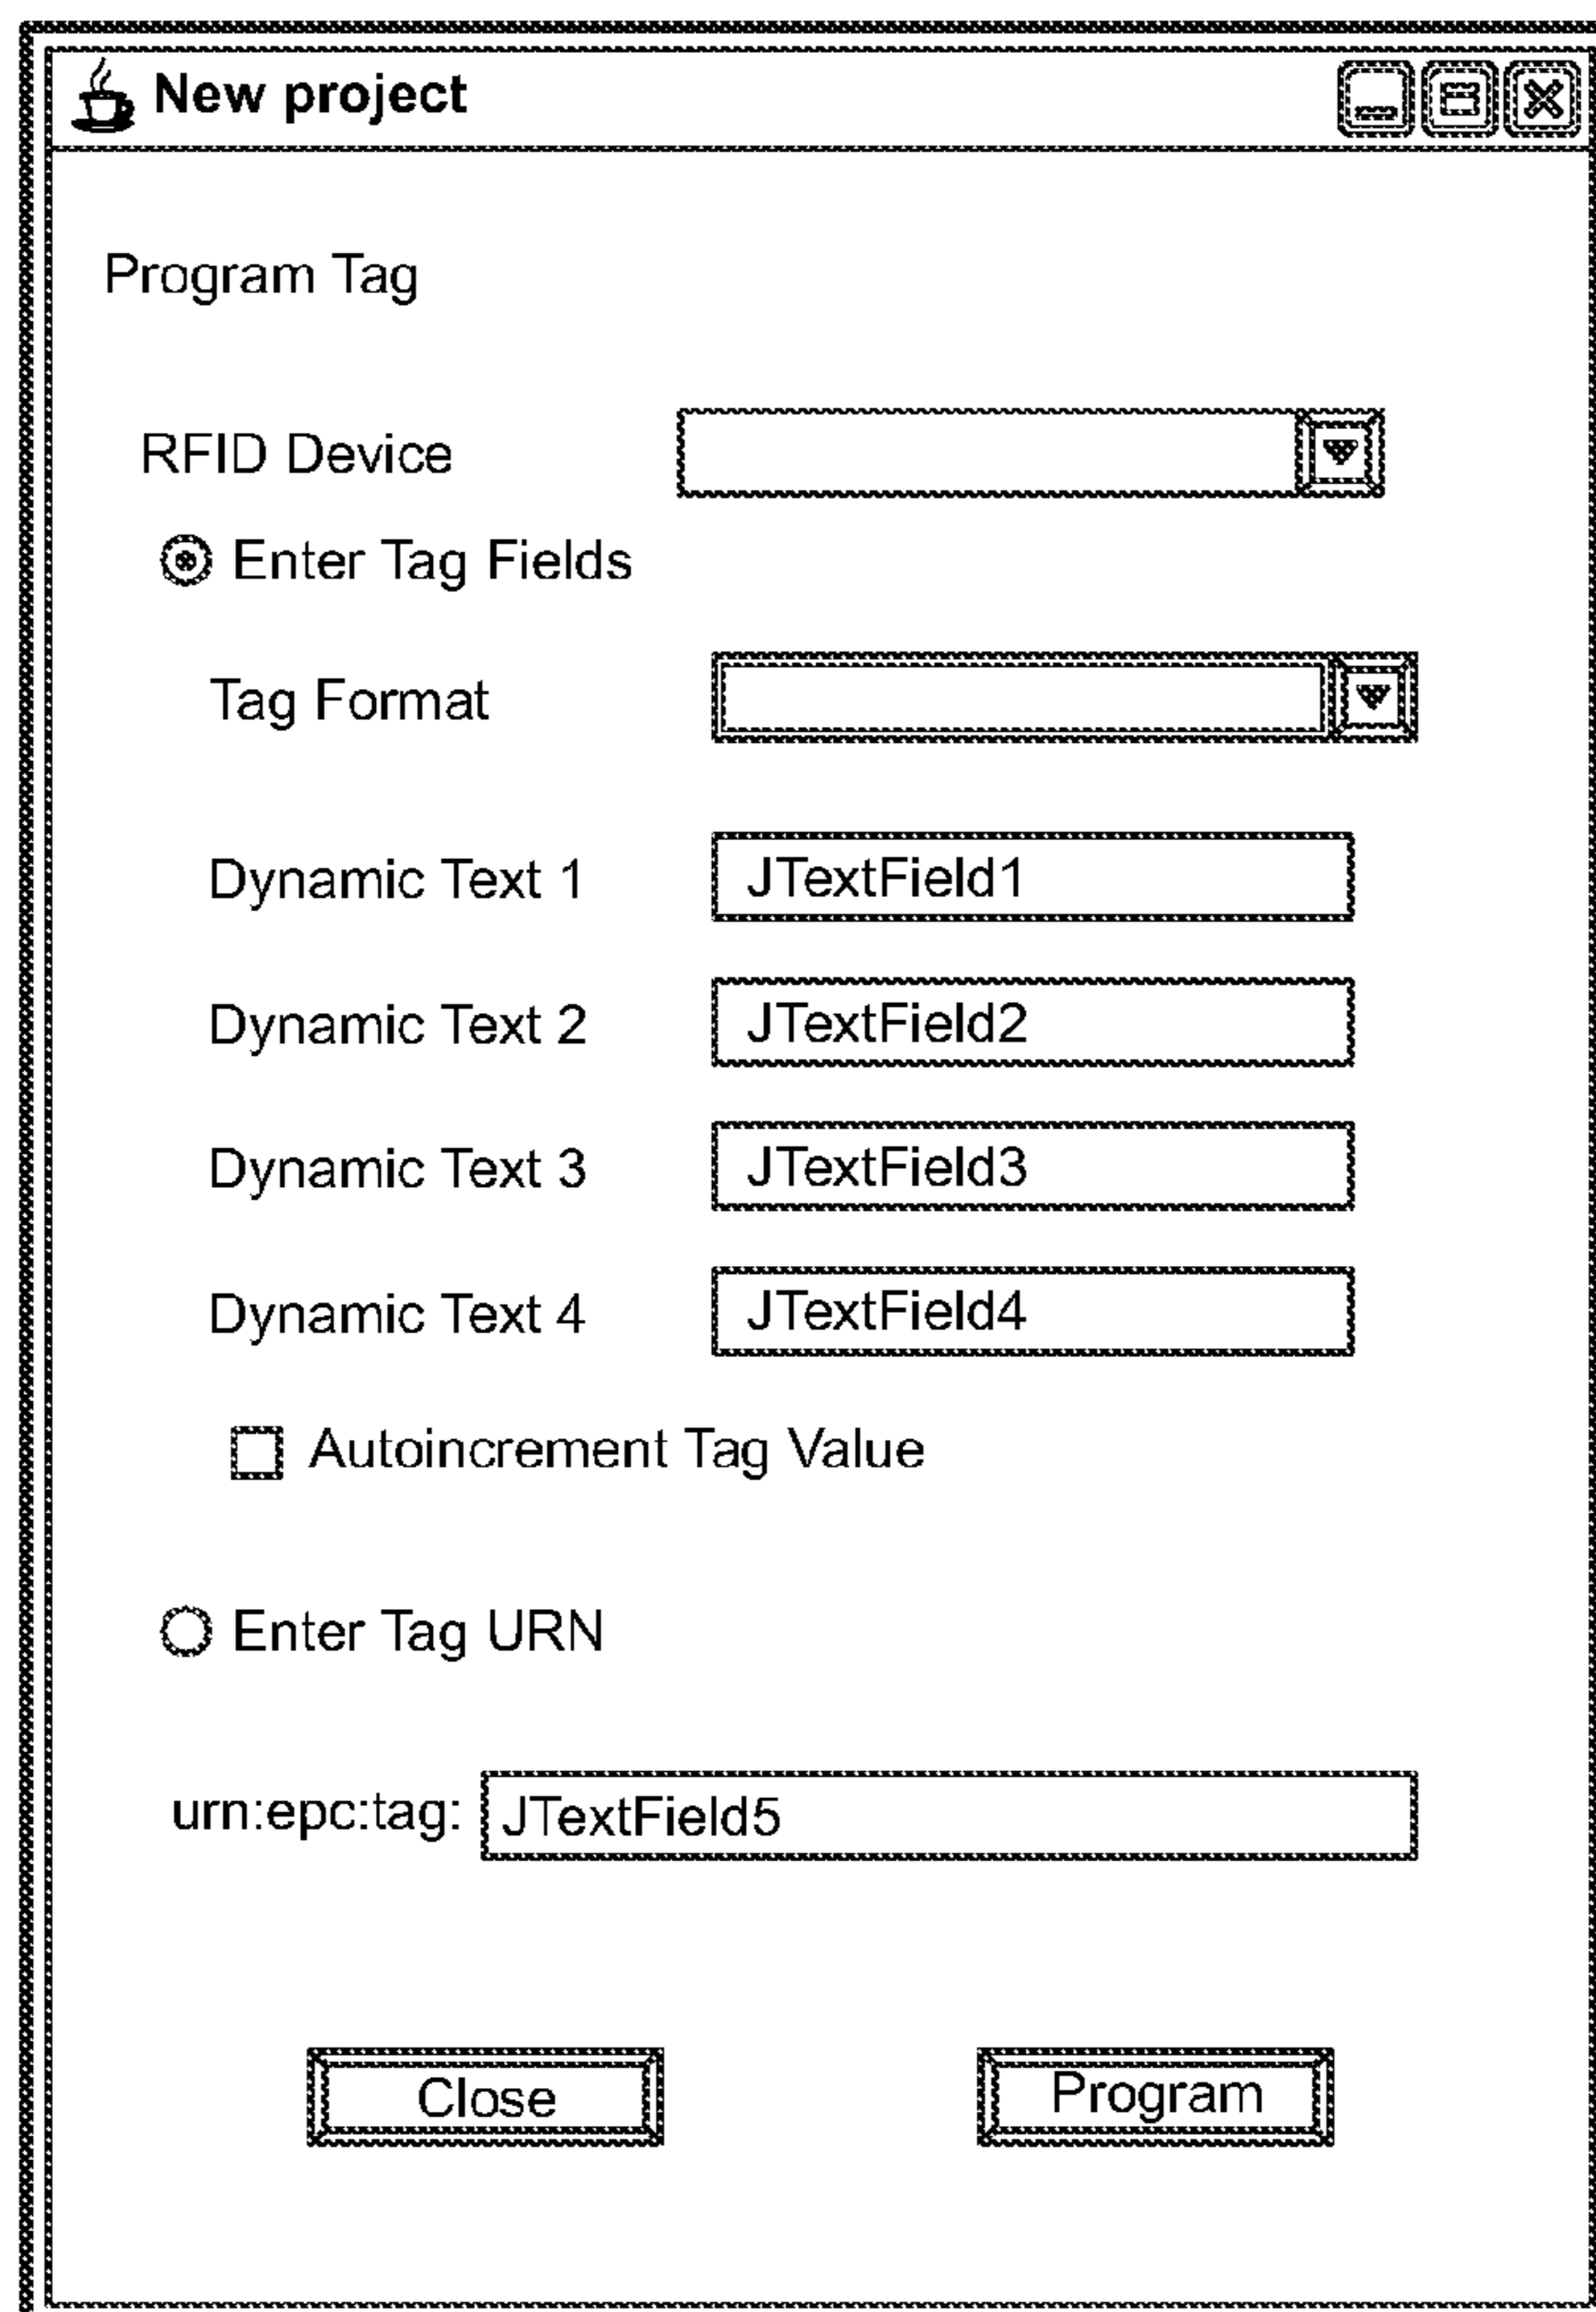 New project
Program Tag
RFID Device
Enter Tag Fields
Tag Format
Dynamic Text 1 JTextField1
Dynamic Text 2 JTextField2
Dynamic Text 3 JTextField3
Dynamic Text 4 JTextField4
Autoincrement Tag Value
Enter Tag URN
urn:epc:tag: JTextField5
Close Program